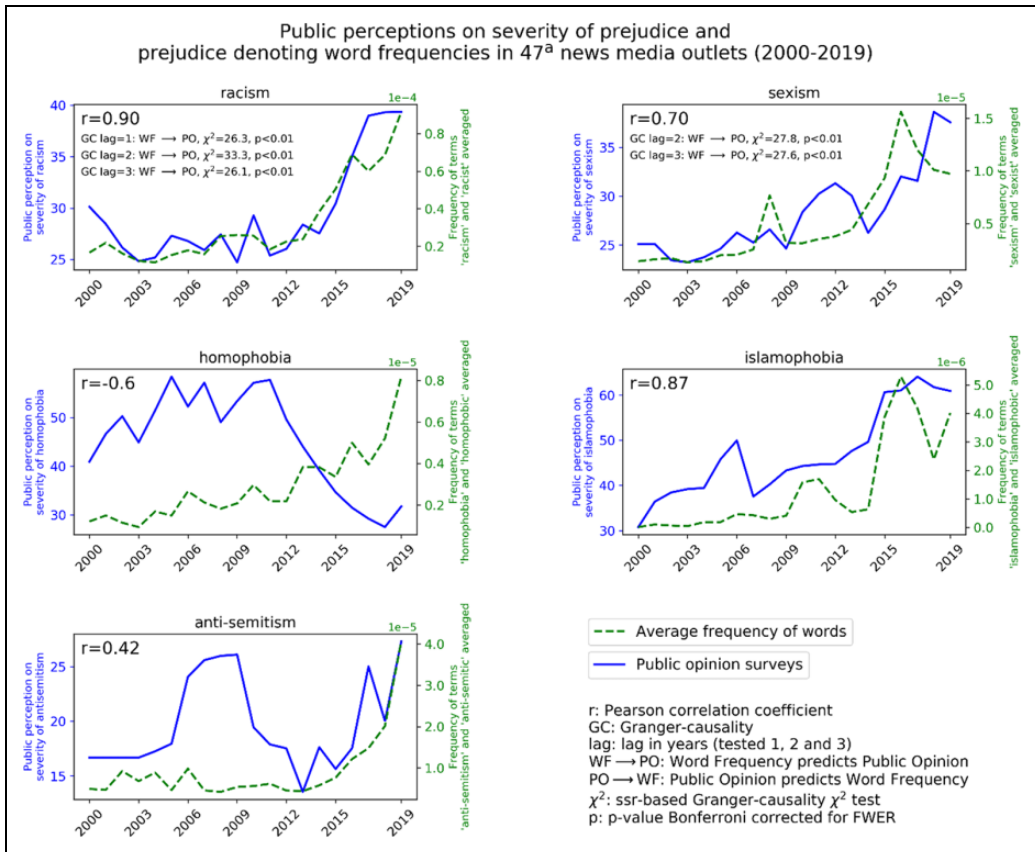 Public perceptions on severity of prejudice and
prejudice denoting word frequencies in 47ᵃ news media outlets (2000-2019)
racism
1e−4
r=0.90
GC lag=1: WF → PO, χ²=26.3, p<0.01
GC lag=2: WF → PO, χ²=33.3, p<0.01
GC lag=3: WF → PO, χ²=26.1, p<0.01
Public perception on
severity of racism
40
35
30
25
0.8
0.6
0.4
0.2
Frequency of terms
'racism' and 'racist' averaged
2000
2003
2006
2009
2012
2015
2019
sexism
1e−5
r=0.70
GC lag=2: WF → PO, χ²=27.8, p<0.01
GC lag=3: WF → PO, χ²=27.6, p<0.01
Public perception on
severity of sexism
35
30
25
1.5
1.0
0.5
Frequency of terms
'sexism' and 'sexist' averaged
2000
2003
2006
2009
2012
2015
2019
homophobia
1e−5
r=-0.6
Public perception on
severity of homophobia
50
40
30
0.8
0.6
0.4
0.2
Frequency of terms
'homophobia' and 'homophobic' averaged
2000
2003
2006
2009
2012
2015
2019
islamophobia
1e−6
r=0.87
Public perception on
severity of islamophobia
60
50
40
30
5.0
4.0
3.0
2.0
1.0
0.0
Frequency of terms
'islamophobia' and 'islamophobic' averaged
2000
2003
2006
2009
2012
2015
2019
anti-semitism
1e−5
r=0.42
Public perception on
severity of antisemitism
25
20
15
4.0
3.0
2.0
1.0
Frequency of terms
'anti-semitism' and 'anti-semitic' averaged
2000
2003
2006
2009
2012
2015
2019
Average frequency of words
Public opinion surveys
r: Pearson correlation coefficient
GC: Granger-causality
lag: lag in years (tested 1, 2 and 3)
WF → PO: Word Frequency predicts Public Opinion
PO → WF: Public Opinion predicts Word Frequency
χ²: ssr-based Granger-causality χ² test
p: p-value Bonferroni corrected for FWER